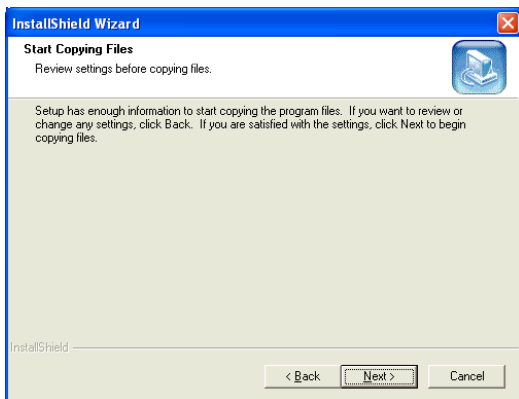 InstallShield Wizard
Start Copying Files
Review settings before copying files.
Setup has enough information to start copying the program files. If you want to review or
change any settings, click Back. If you are satisfied with the settings, click Next to begin
copying files.
InstallShield
< Back Next > Cancel